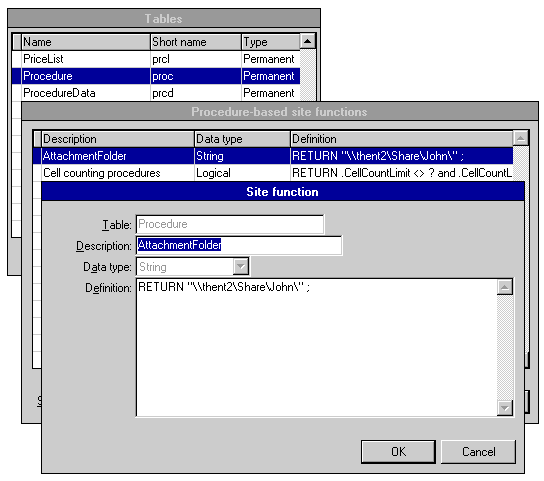 Tables
Name Short name Type
PriceList prcl Permanent
Procedure proc Permanent
ProcedureData prcd Permanent
Procedure-based site functions
Description Data type Definition
AttachmentFolder String RETURN "\\thent2\Share\John\" ;
Cell counting procedures Logical RETURN .CellCountLimit <> ? and .CellCountL
Site function
Table: Procedure
Description: AttachmentFolder
Data type: String
Definition: RETURN "\\thent2\Share\John\" ;
OK Cancel